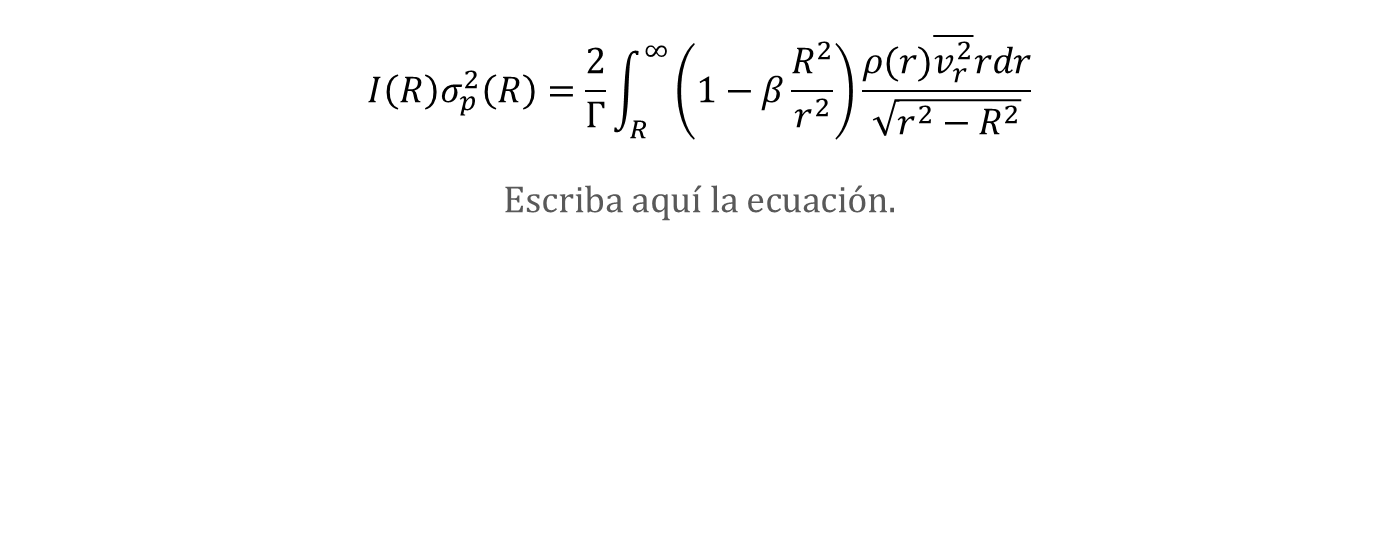 I(R)σ_p^2(R) = \frac{2}{Γ} \int_R^∞ \left(1 − β\frac{R^2}{r^2}\right) \frac{ρ(r)\overline{v_r^2}rdr}{\sqrt{r^2 − R^2}}
Escriba aquí la ecuación.